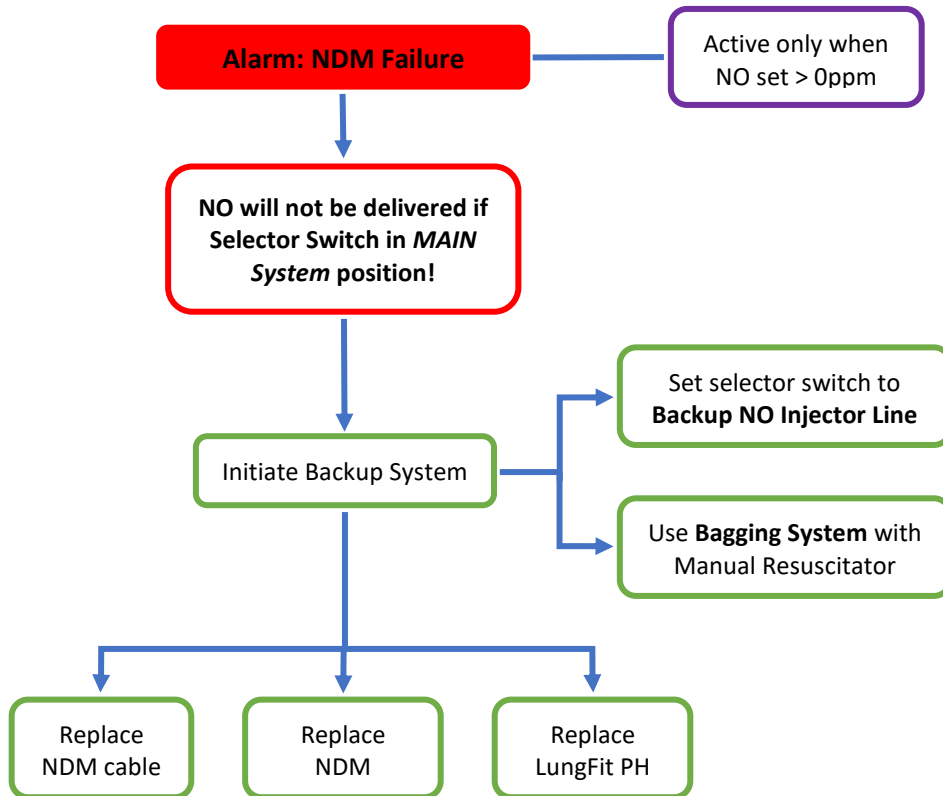 Alarm: NDM Failure
Active only when
NO set > 0ppm
NO will not be delivered if
Selector Switch in MAIN
System position!
Set selector switch to
Backup NO Injector Line
Initiate Backup System
Use Bagging System with
Manual Resuscitator
Replace
NDM cable
Replace
NDM
Replace
LungFit PH